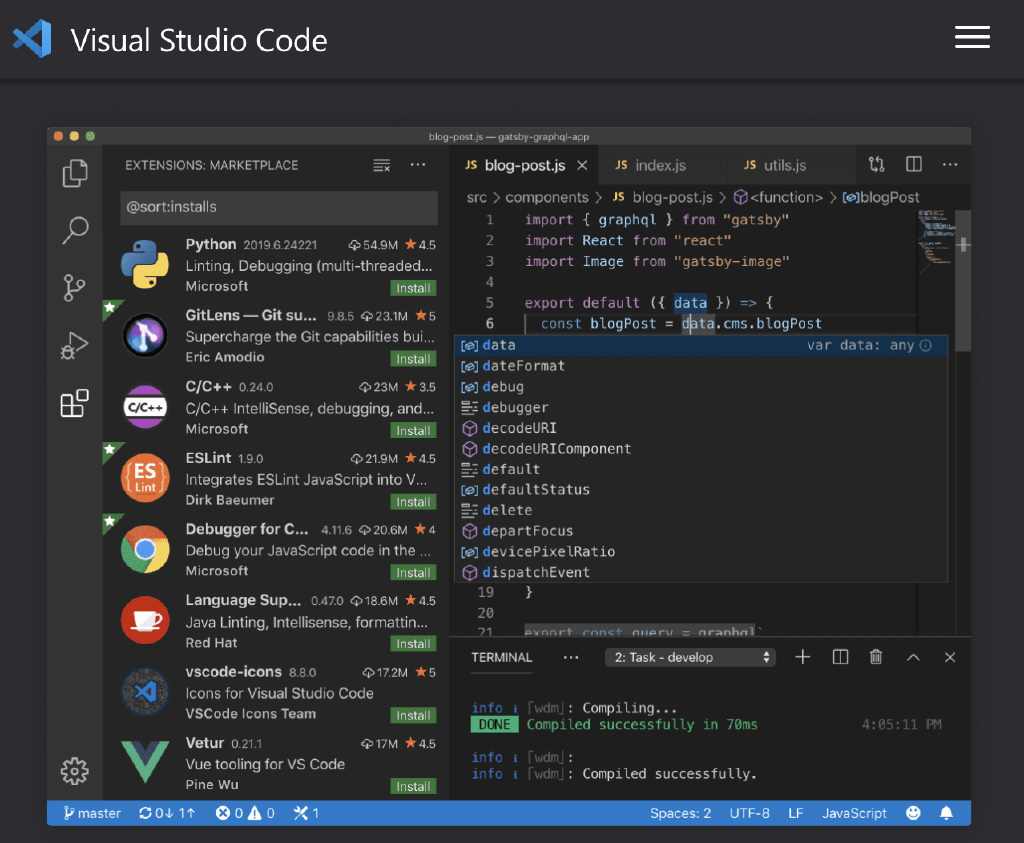 Visual Studio Code
blog-post.js — gatsby-graphql-app
EXTENSIONS: MARKETPLACE
@sort:installs
Python 2019.6.24221 54.9M ★ 4.5
Linting, Debugging (multi-threaded...
Microsoft
Install
GitLens — Git su... 9.8.5 23.1M ★ 5
Supercharge the Git capabilities bui...
Eric Amodio
Install
C/C++
C/C++ 0.24.0 23M ★ 3.5
C/C++ IntelliSense, debugging, and...
Microsoft
Install
ES
Lint
ESLint 1.9.0 21.9M ★ 4.5
Integrates ESLint JavaScript into V...
Dirk Baeumer
Install
Debugger for C... 4.11.6 20.6M ★ 4
Debug your JavaScript code in the ...
Microsoft
Install
Language Sup... 0.47.0 18.6M ★ 4.5
Java Linting, Intellisense, formattin...
Red Hat
Install
vscode-icons 8.8.0 17.2M ★ 5
Icons for Visual Studio Code
VSCode Icons Team
Install
Vetur 0.21.1 17M ★ 4.5
Vue tooling for VS Code
Pine Wu
Install
JS blog-post.js JS index.js JS utils.js
src > components > JS blog-post.js > <function> > blogPost
1 import { graphql } from "gatsby"
2 import React from "react"
3 import Image from "gatsby-image"
4
5 export default ({ data }) => {
6 const blogPost = data.cms.blogPost
data var data: any
dateFormat
debug
debugger
decodeURI
decodeURIComponent
default
defaultStatus
delete
departFocus
devicePixelRatio
dispatchEvent
19 }
20
21 export const query = graphql`
TERMINAL ... 2: Task - develop
info i ｢wdm｣: Compiling...
DONE Compiled successfully in 70ms 4:05:11 PM
info i ｢wdm｣:
info i ｢wdm｣: Compiled successfully.
master 0↓ 1↑ 0 0 1 Spaces: 2 UTF-8 LF JavaScript